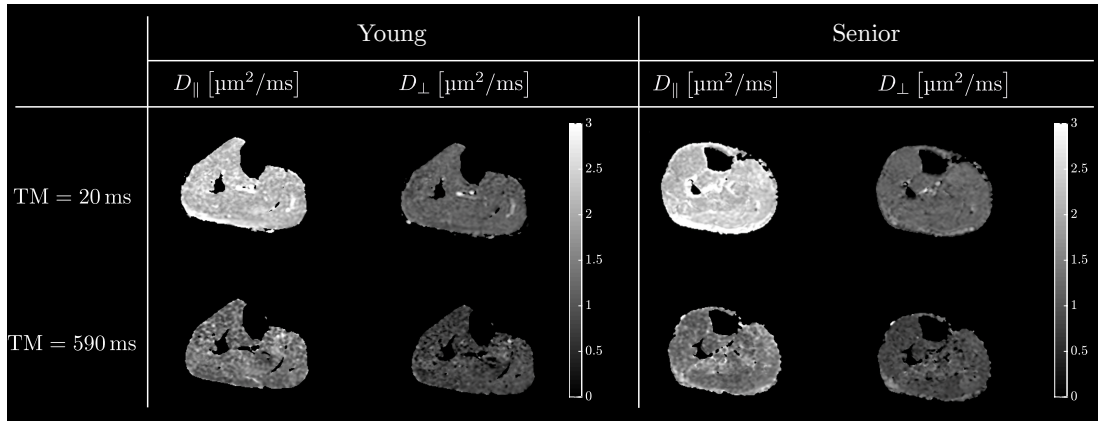 Young Senior
D∥ [µm²/ms] D⊥ [µm²/ms] D∥ [µm²/ms] D⊥ [µm²/ms]
3 3
2.5 2.5
TM = 20 ms 2 2
1.5 1.5
1 1
TM = 590 ms 0.5 0.5
0 0